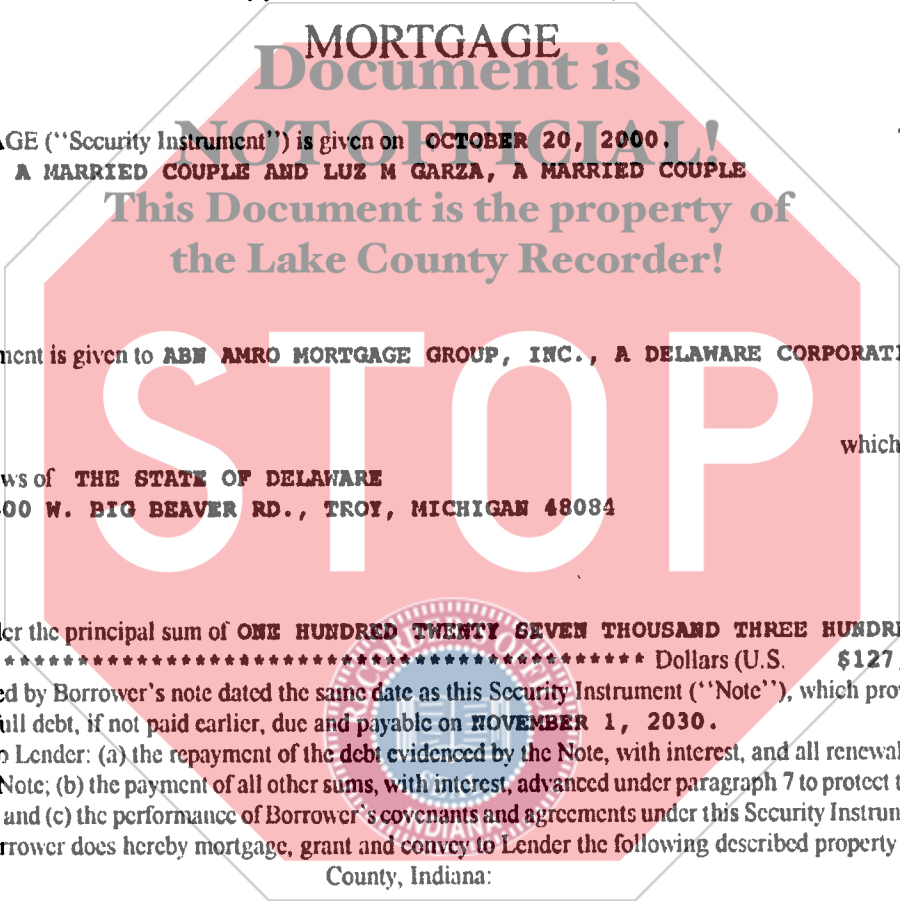 MORTGAGE
Document is
AGE (“Security Instrument”) is given on OCTOBER 20, 2000.
NOT OFFICIAL!
A MARRIED COUPLE AND LUZ M GARZA, A MARRIED COUPLE
This Document is the property of
the Lake County Recorder!
ment is given to ABN AMRO MORTGAGE GROUP, INC., A DELAWARE CORPORATI
STOP
which
ws of THE STATE OF DELAWARE
00 W. BIG BEAVER RD., TROY, MICHIGAN 48084
er the principal sum of ONE HUNDRED TWENTY SEVEN THOUSAND THREE HUNDRE
******************************************** Dollars (U.S. $127,
ed by Borrower's note dated the same date as this Security Instrument (“Note”), which prov
ull debt, if not paid earlier, due and payable on NOVEMBER 1, 2030.
o Lender: (a) the repayment of the debt evidenced by the Note, with interest, and all renewal
Note; (b) the payment of all other sums, with interest, advanced under paragraph 7 to protect t
and (c) the performance of Borrower's covenants and agreements under this Security Instrum
rrower does hereby mortgage, grant and convey to Lender the following described property
County, Indiana: